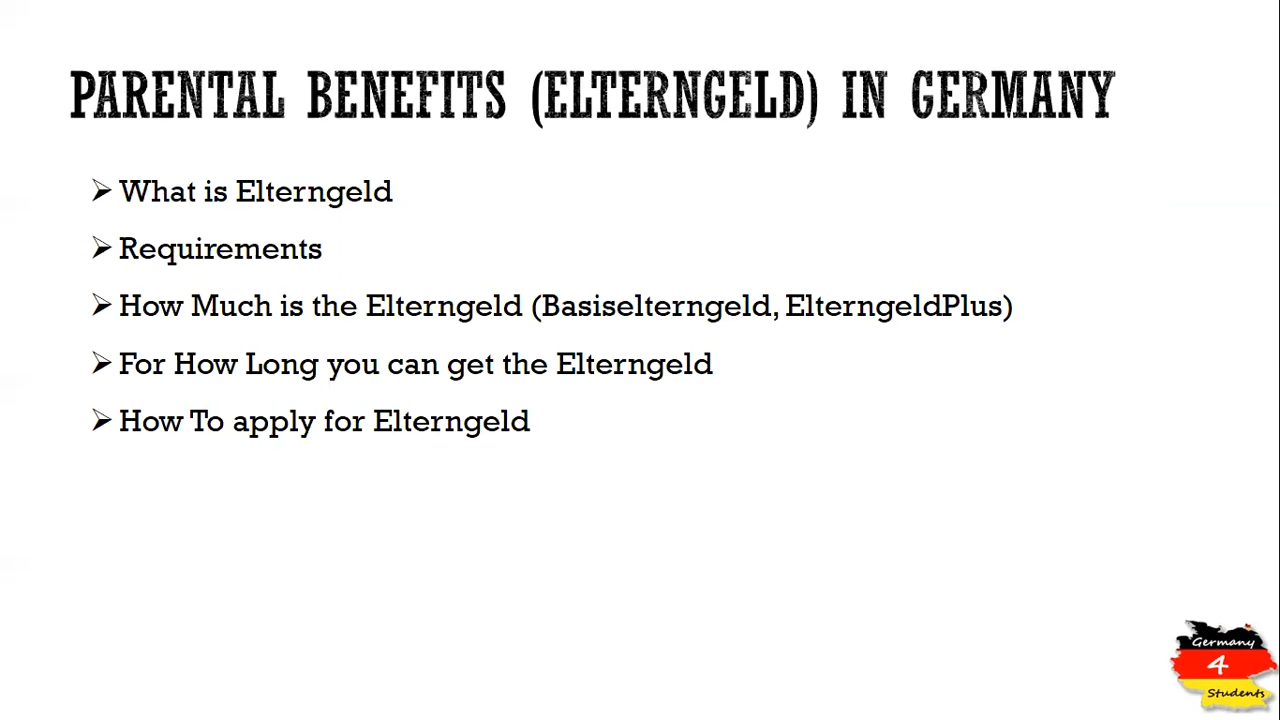 PARENTAL BENEFITS (ELTERNGELD) IN GERMANY
➢ What is Elterngeld
➢ Requirements
➢ How Much is the Elterngeld (Basiselterngeld, ElterngeldPlus)
➢ For How Long you can get the Elterngeld
➢ How To apply for Elterngeld
Germany
4
Students